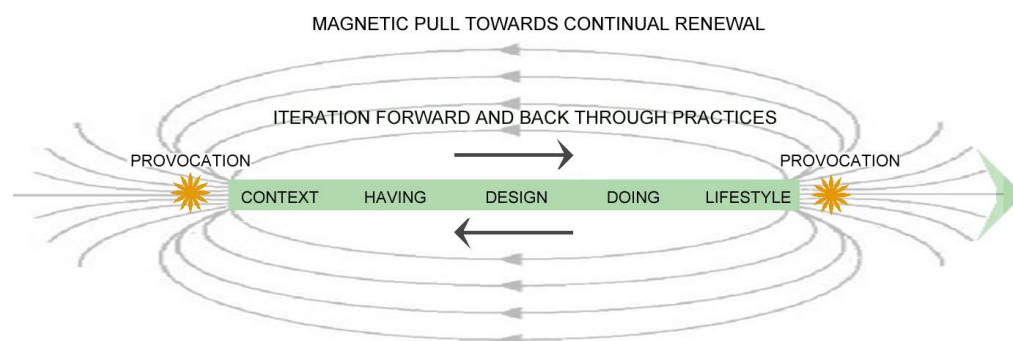 MAGNETIC PULL TOWARDS CONTINUAL RENEWAL
ITERATION FORWARD AND BACK THROUGH PRACTICES
PROVOCATION PROVOCATION
CONTEXT HAVING DESIGN DOING LIFESTYLE